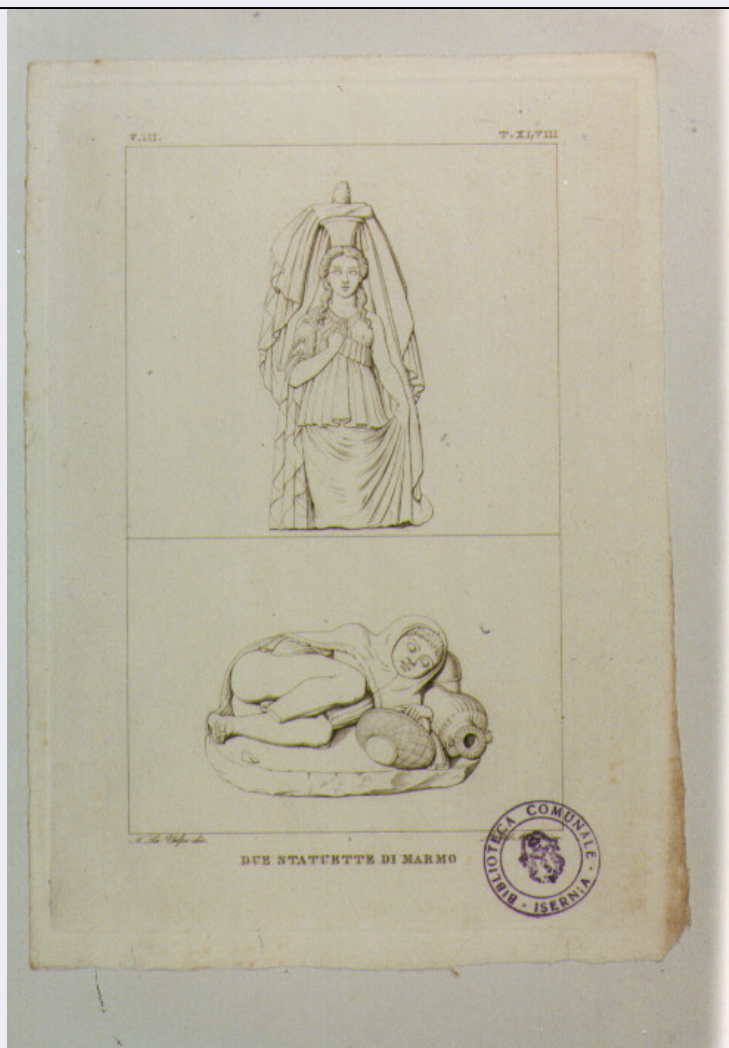 V. III.
T. XLVIII
DUE STATUETTE DI MARMO
BIBLIOTECA COMUNALE - ISERNIA -